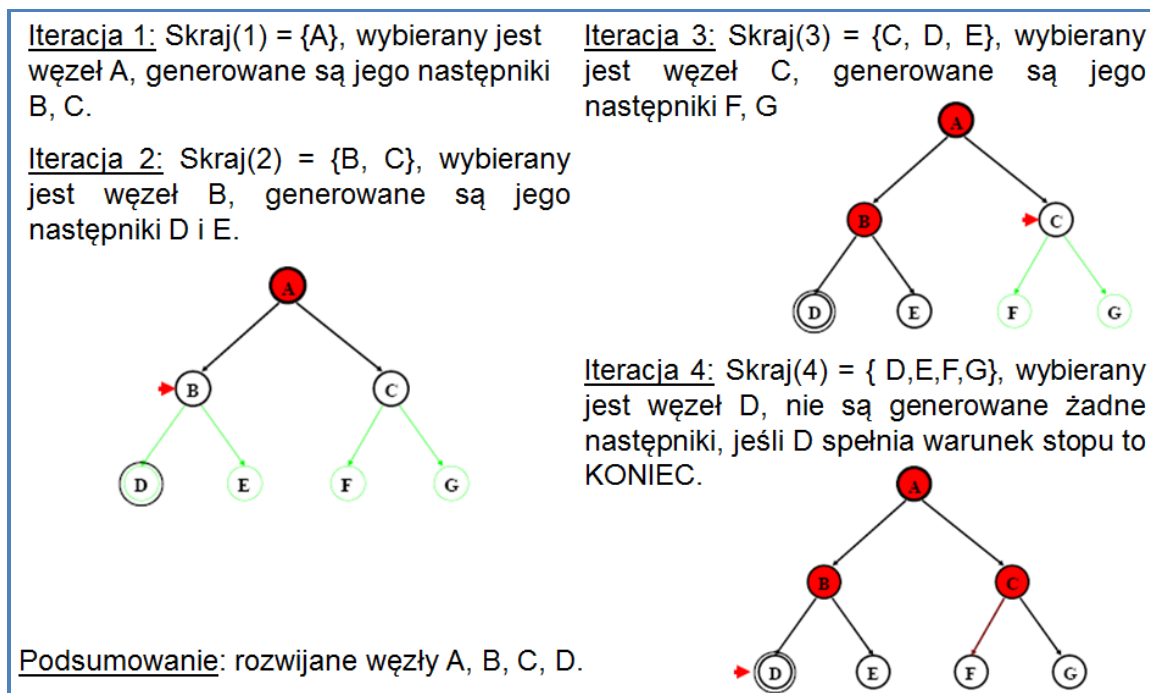 Iteracja 1: Skraj(1) = {A}, wybierany jest
węzeł A, generowane są jego następniki
B, C.
Iteracja 2: Skraj(2) = {B, C}, wybierany
jest węzeł B, generowane są jego
następniki D i E.
A
B
C
D
E
F
G
Podsumowanie: rozwijane węzły A, B, C, D.
Iteracja 3: Skraj(3) = {C, D, E}, wybierany
jest węzeł C, generowane są jego
następniki F, G
A
B
C
D
E
F
G
Iteracja 4: Skraj(4) = { D,E,F,G}, wybierany
jest węzeł D, nie są generowane żadne
następniki, jeśli D spełnia warunek stopu to
KONIEC.
A
B
C
D
E
F
G